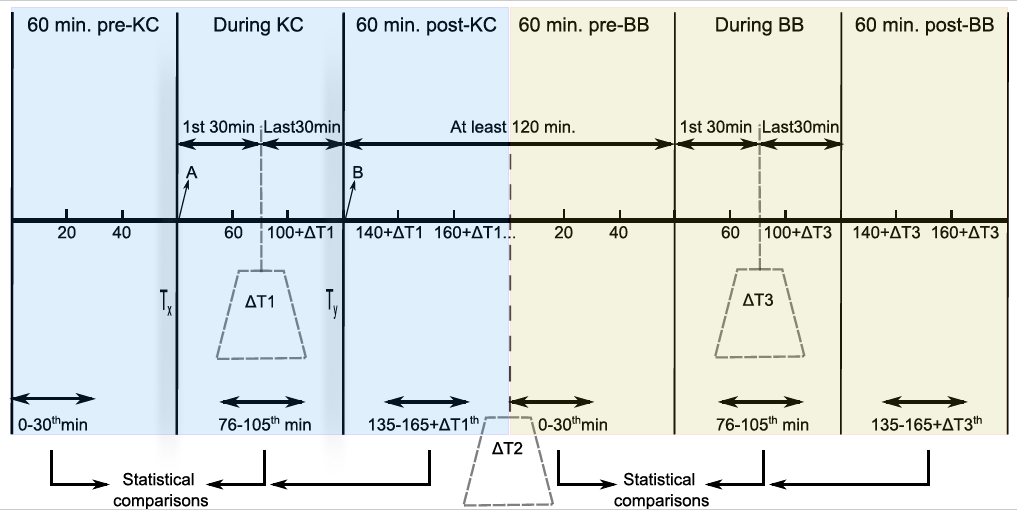 60 min. pre-KC
During KC
60 min. post-KC
60 min. pre-BB
During BB
60 min. post-BB
1st 30min
Last30min
At least 120 min.
1st 30min
Last30min
A
B
20
40
60
100+ΔT1
140+ΔT1
160+ΔT1...
20
40
60
100+ΔT3
140+ΔT3
160+ΔT3
Tx
ΔT1
Ty
ΔT3
0-30thmin
76-105th min
135-165+ΔT1th
0-30thmin
76-105th min
135-165+ΔT3th
ΔT2
Statistical
comparisons
Statistical
comparisons